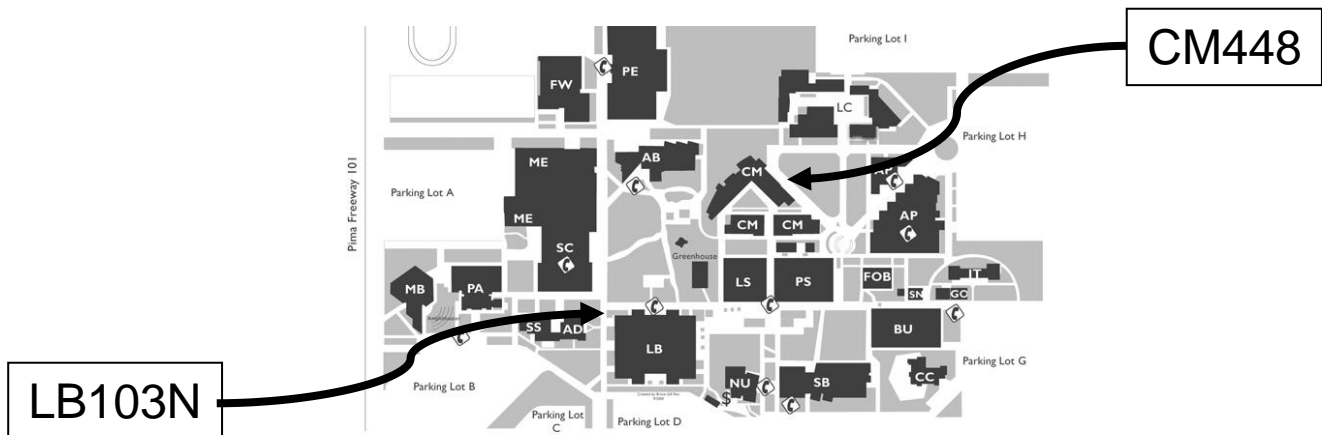 CM448
Parking Lot I
PE
FW
LC
Parking Lot H
ME
AB
CM
AP
Parking Lot A
Pima Freeway 101
ME
CM
CM
AP
SC
Greenhouse
MB
PA
LS
PS
FOB
IT
SN
GC
SS
AD
LB
BU
LB103N
Parking Lot B
NU
SB
CC
Parking Lot G
$
Parking Lot
C
Parking Lot D